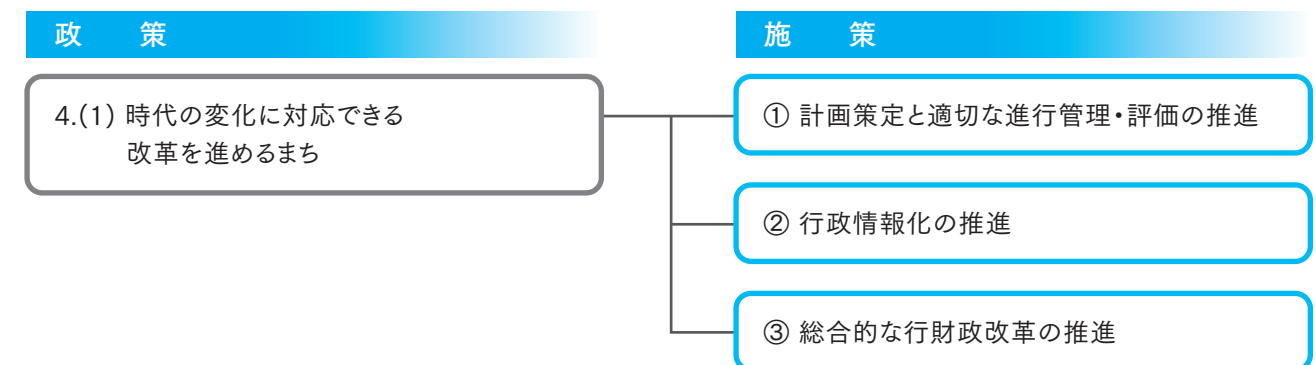 政　策
施　策
4.(1) 時代の変化に対応できる
改革を進めるまち
① 計画策定と適切な進行管理・評価の推進
② 行政情報化の推進
③ 総合的な行財政改革の推進